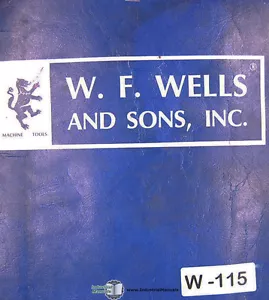 W. F. WELLS®
AND SONS, INC.
MACHINE TOOLS
W-115